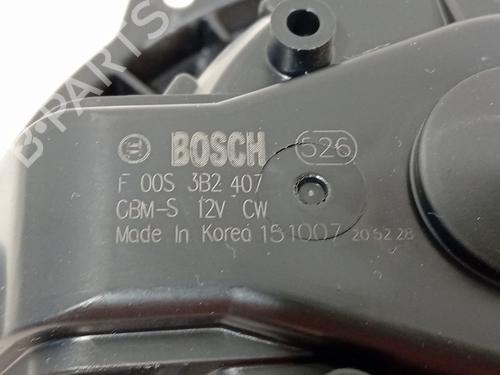 BOSCH 526
F 00S 3B2 407
CBM-S 12V CW
Made In Korea 151007 205228
B-PARTS